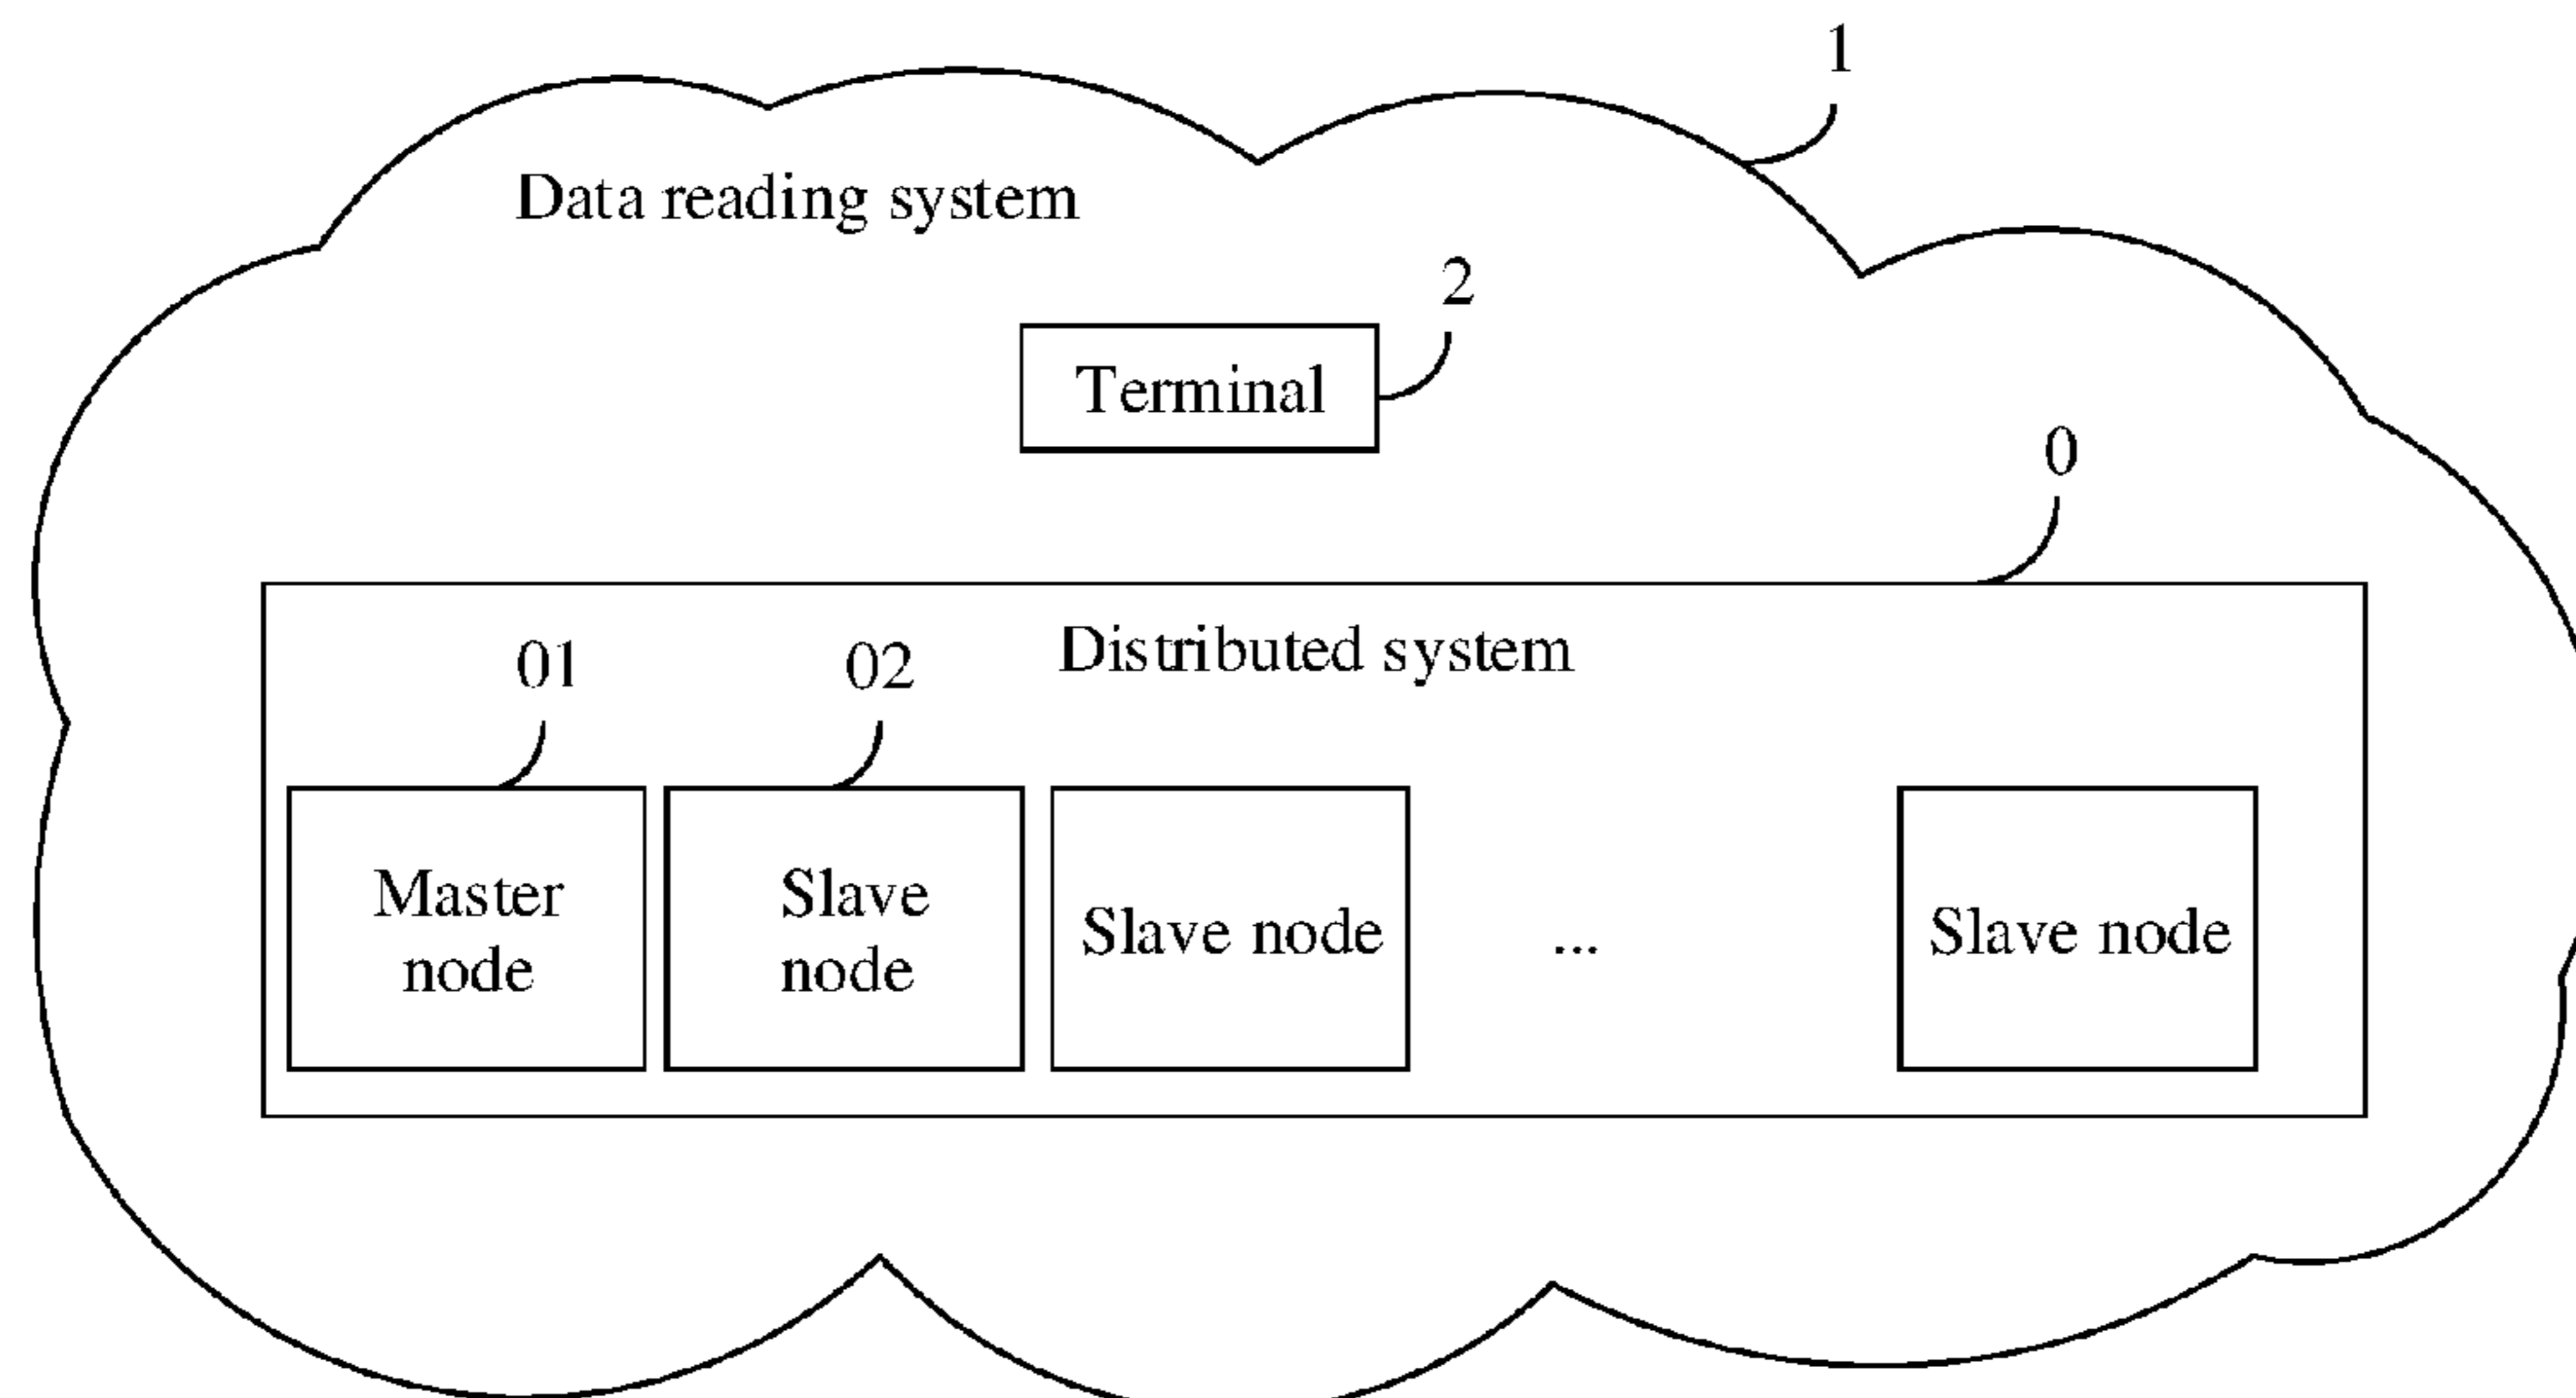 1
Data reading system
2
Terminal
0
Distributed system
01
02
Master
node
Slave
node
Slave node
...
Slave node